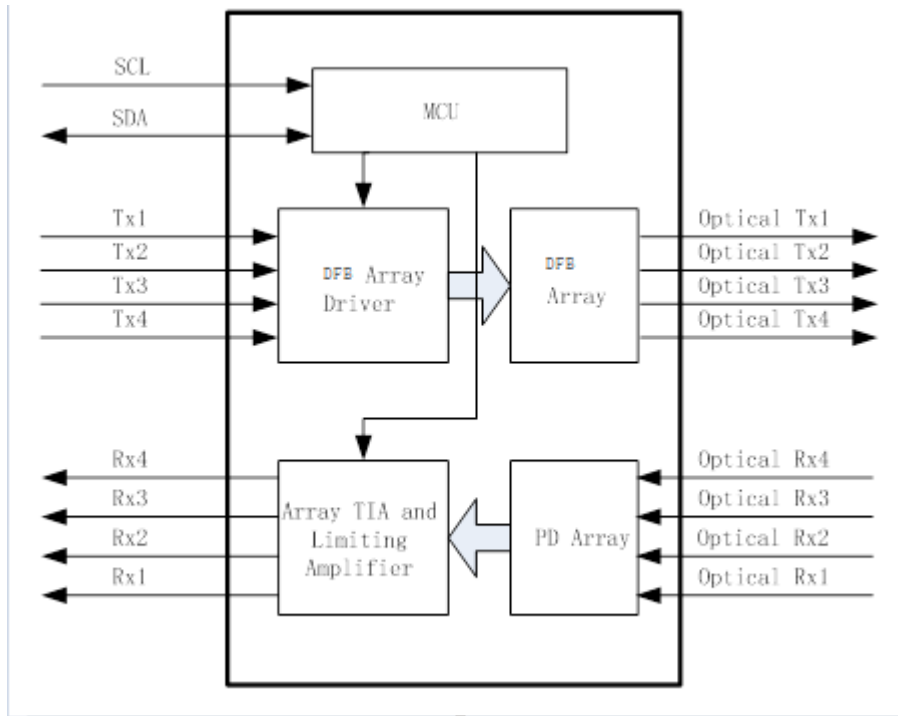 SCL
MCU
SDA
Tx1
Tx2
Tx3
Tx4
DFB Array
Driver
DFB
Array
Optical Tx1
Optical Tx2
Optical Tx3
Optical Tx4
Rx4
Rx3
Rx2
Rx1
Array TIA and
Limiting
Amplifier
PD Array
Optical Rx4
Optical Rx3
Optical Rx2
Optical Rx1